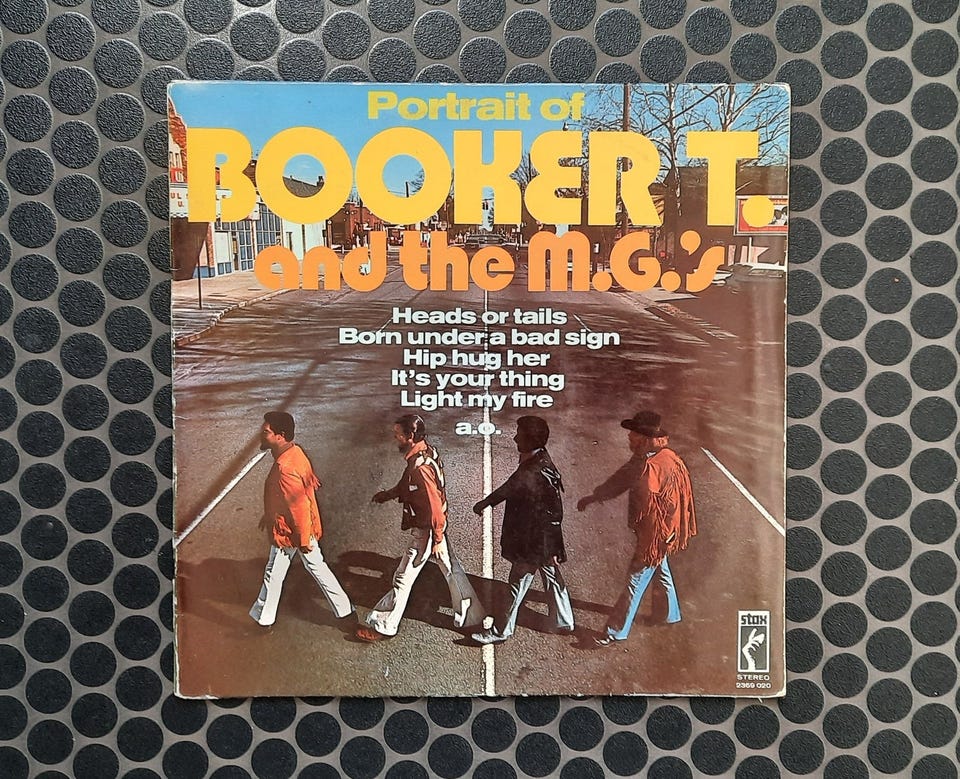 Portrait of
BOOKER T.
and the M.G.'s
Heads or tails
Born under a bad sign
Hip hug her
It's your thing
Light my fire
a.o.
stax
STEREO
2369 020